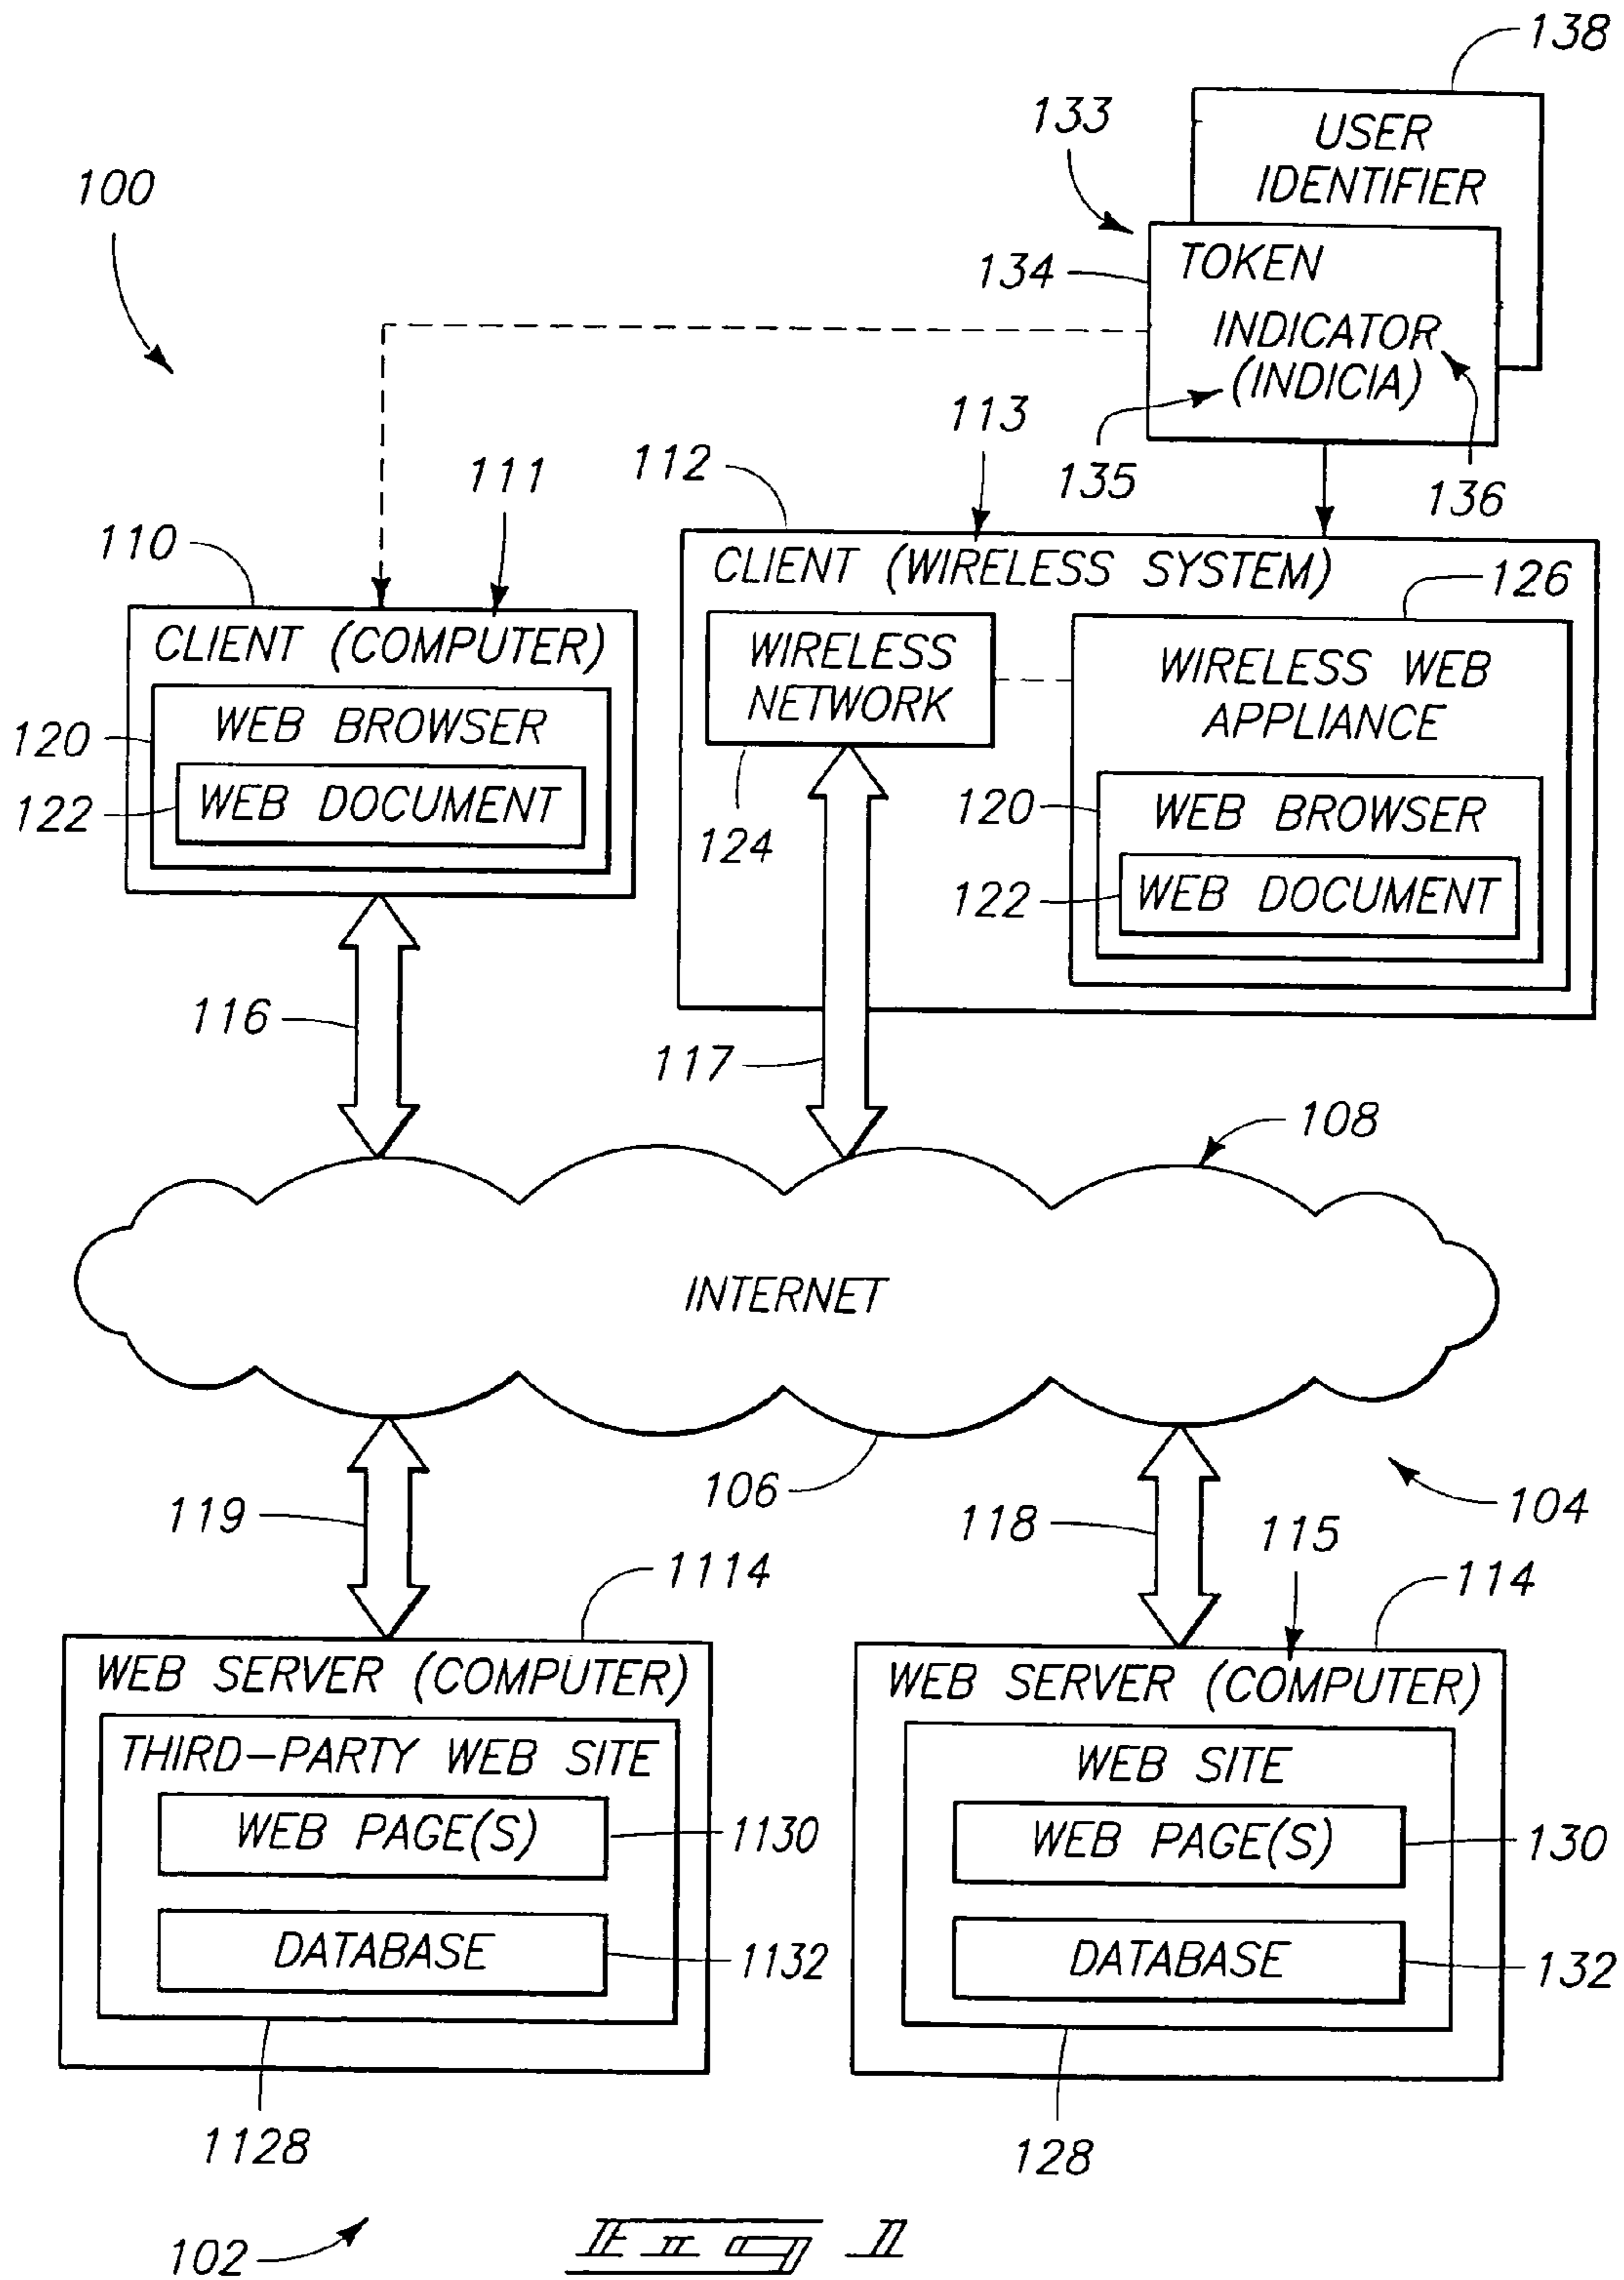 138
133
USER
IDENTIFIER
100
134
TOKEN
INDICATOR
(INDICIA)
135
136
113
112
111
110
CLIENT (WIRELESS SYSTEM)
126
CLIENT (COMPUTER)
WIRELESS
NETWORK
WIRELESS WEB
APPLIANCE
120
WEB BROWSER
122
WEB DOCUMENT
124
120
WEB BROWSER
122
WEB DOCUMENT
116
117
108
INTERNET
106
104
119
118
115
1114
114
WEB SERVER (COMPUTER)
THIRD-PARTY WEB SITE
WEB PAGE(S)
1130
DATABASE
1132
1128
WEB SERVER (COMPUTER)
WEB SITE
WEB PAGE(S)
130
DATABASE
132
128
102
Fig 1